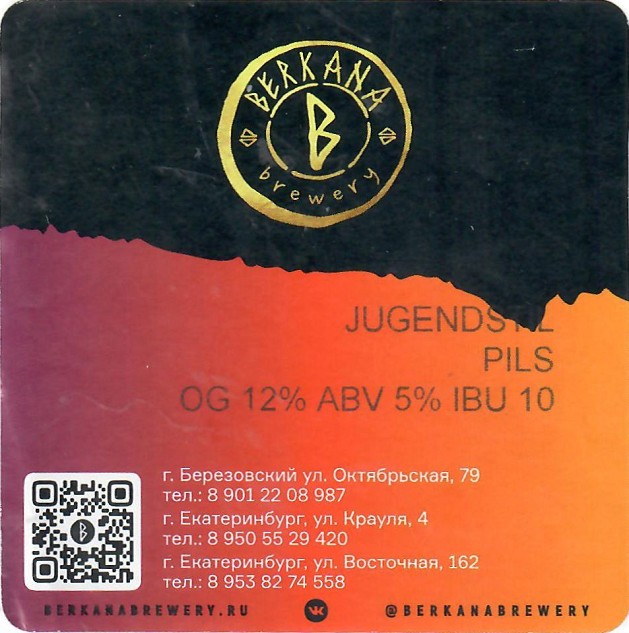 BERKANA
B
brewery
JUGENDSTIL
PILS
OG 12% ABV 5% IBU 10
г. Березовский ул. Октябрьская, 79
тел.: 8 901 22 08 987
г. Екатеринбург, ул. Крауля, 4
тел.: 8 950 55 29 420
г. Екатеринбург, ул. Восточная, 162
тел.: 8 953 82 74 558
BERKANABREWERY.RU
@BERKANABREWERY